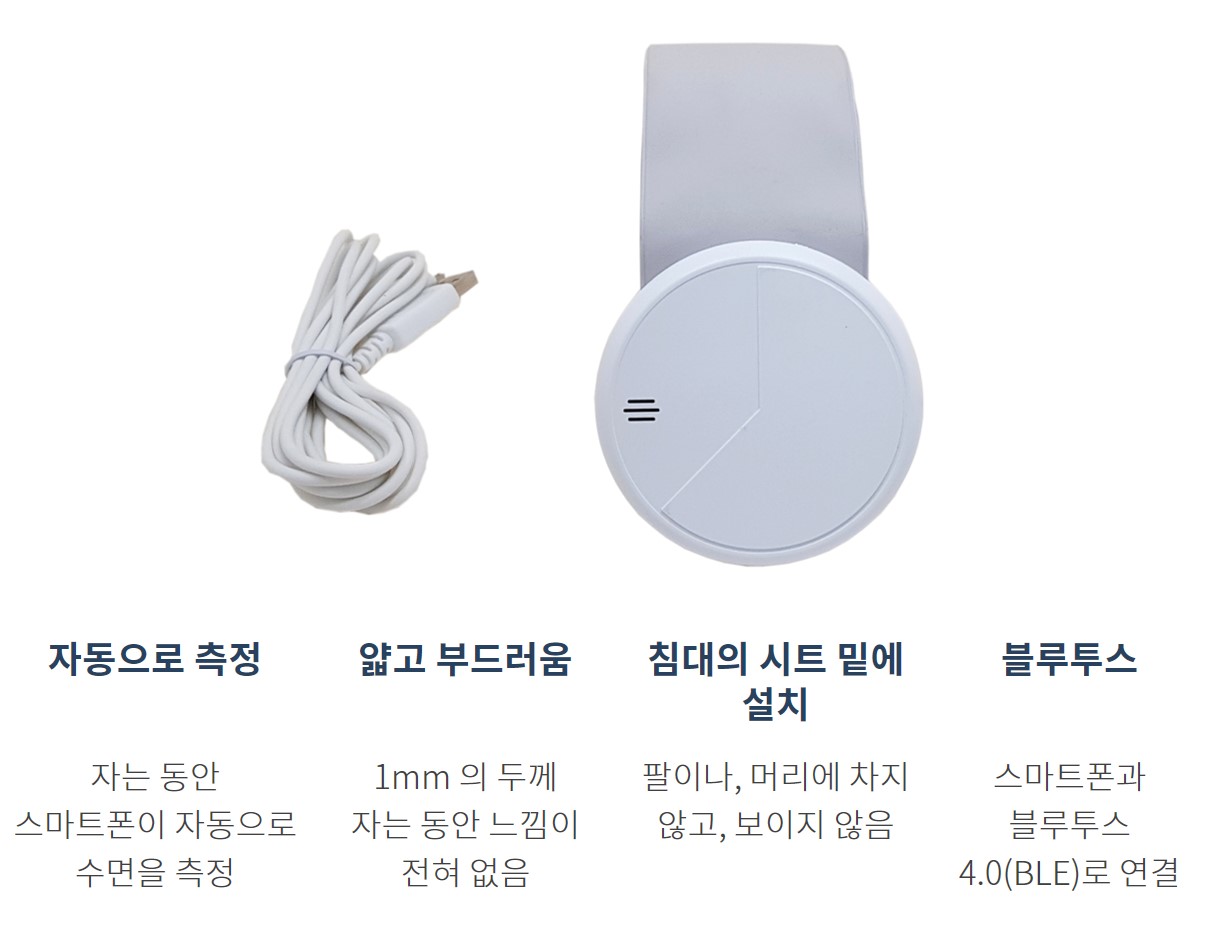 자동으로 측정
자는 동안
스마트폰이 자동으로
수면을 측정
얇고 부드러움
1mm 의 두께
자는 동안 느낌이
전혀 없음
침대의 시트 밑에
설치
팔이나, 머리에 차지
않고, 보이지 않음
블루투스
스마트폰과
블루투스
4.0(BLE)로 연결